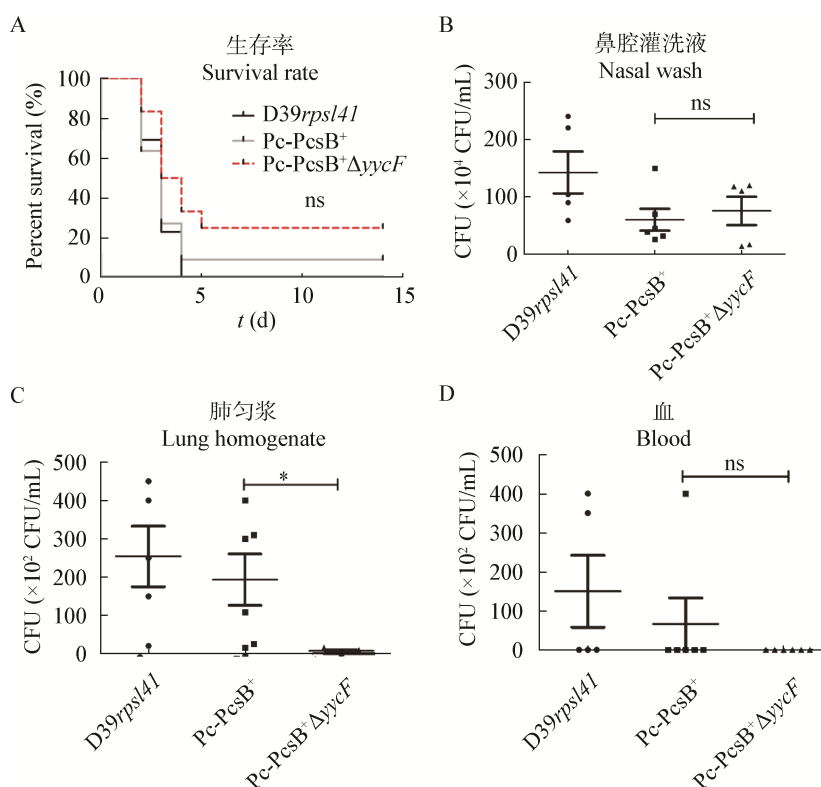 A
生存率
Survival rate
Percent survival (%)
100
80
60
40
20
0
D39rpsl41
Pc-PcsB⁺
Pc-PcsB⁺ΔyycF
ns
0
5
10
15
t (d)
B
鼻腔灌洗液
Nasal wash
CFU (×10⁴ CFU/mL)
300
200
100
0
ns
D39rpsl41
Pc-PcsB⁺
Pc-PcsB⁺ΔyycF
C
肺匀浆
Lung homogenate
CFU (×10² CFU/mL)
500
400
300
200
100
0
*
D39rpsl41
Pc-PcsB⁺
Pc-PcsB⁺ΔyycF
D
血
Blood
CFU (×10² CFU/mL)
500
400
300
200
100
0
ns
D39rpsl41
Pc-PcsB⁺
Pc-PcsB⁺ΔyycF